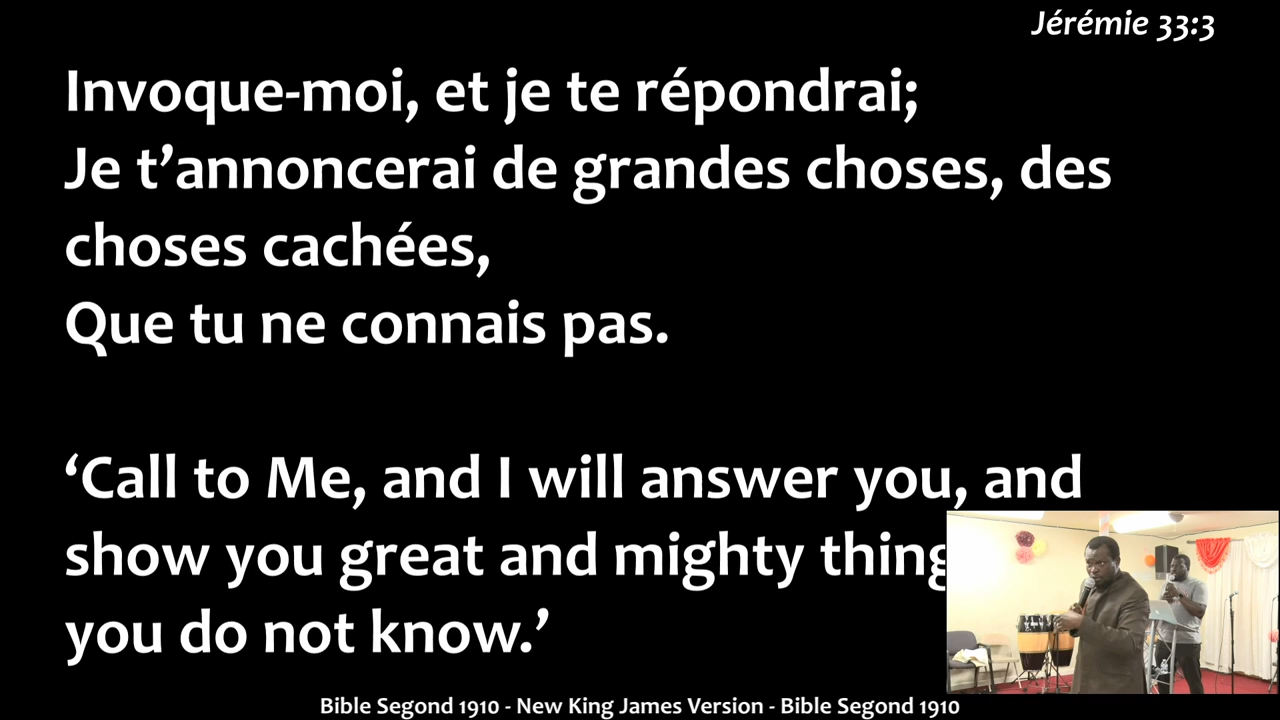 Jérémie 33:3
Invoque-moi, et je te répondrai;
Je t’annoncerai de grandes choses, des
choses cachées,
Que tu ne connais pas.
‘Call to Me, and I will answer you, and
show you great and mighty
you do not know.’
Bible Segond 1910 - New King James Version - Bible Segond 1910